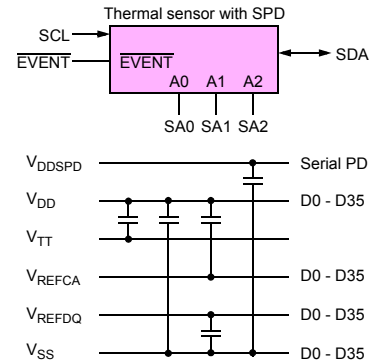 Thermal sensor with SPD
SCL
EVENT
EVENT
SDA
A0 A1 A2
SA0 SA1 SA2
VDDSPD Serial PD
VDD D0 - D35
VTT
VREFCA D0 - D35
VREFDQ D0 - D35
VSS D0 - D35